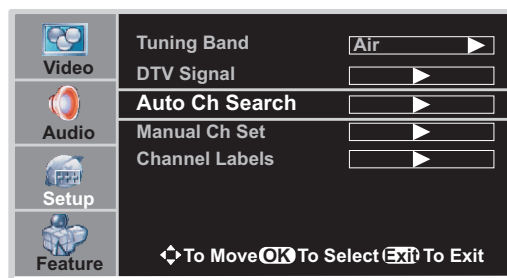 Video
Audio
Setup
Feature
Tuning Band Air
DTV Signal
Auto Ch Search
Manual Ch Set
Channel Labels
To Move OK To Select Exit To Exit